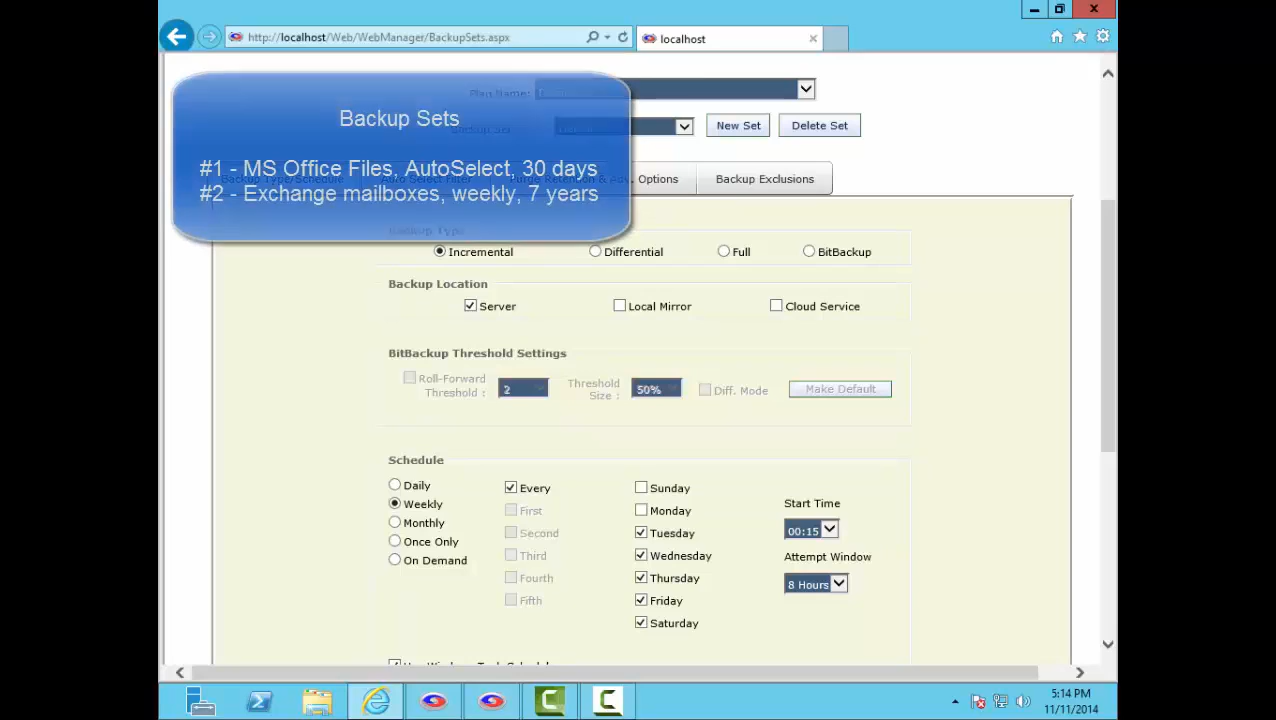 http://localhost/Web/WebManager/BackupSets.aspx
localhost
Plan Name:
Backup Sets
New Set
Delete Set
#1 - MS Office Files, AutoSelect, 30 days
#2 - Exchange mailboxes, weekly, 7 years
Options
Backup Exclusions
Backup Type
Incremental
Differential
Full
BitBackup
Backup Location
Server
Local Mirror
Cloud Service
BitBackup Threshold Settings
Roll-Forward
Threshold :
2
Threshold
Size :
50%
Diff. Mode
Make Default
Schedule
Daily
Weekly
Monthly
Once Only
On Demand
Every
First
Second
Third
Fourth
Fifth
Sunday
Monday
Tuesday
Wednesday
Thursday
Friday
Saturday
Start Time
00:15
Attempt Window
8 Hours
5:14 PM
11/11/2014